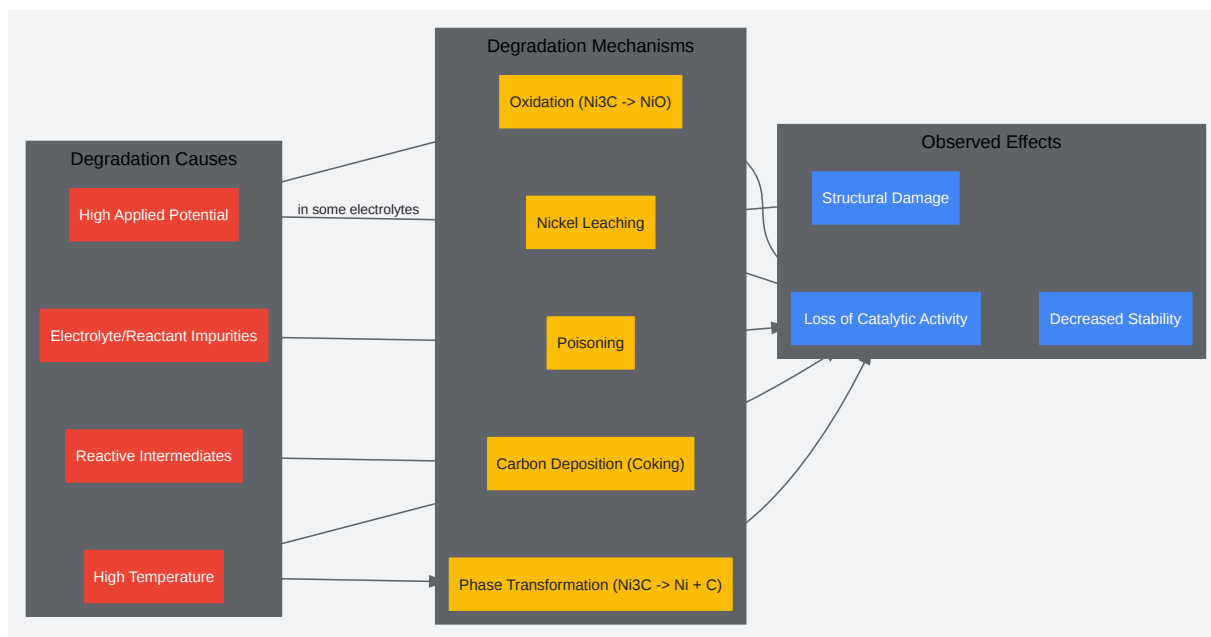 Degradation Causes
High Applied Potential
Electrolyte/Reactant Impurities
Reactive Intermediates
High Temperature
in some electrolytes
Degradation Mechanisms
Oxidation (Ni3C -> NiO)
Nickel Leaching
Poisoning
Carbon Deposition (Coking)
Phase Transformation (Ni3C -> Ni + C)
Observed Effects
Structural Damage
Loss of Catalytic Activity
Decreased Stability